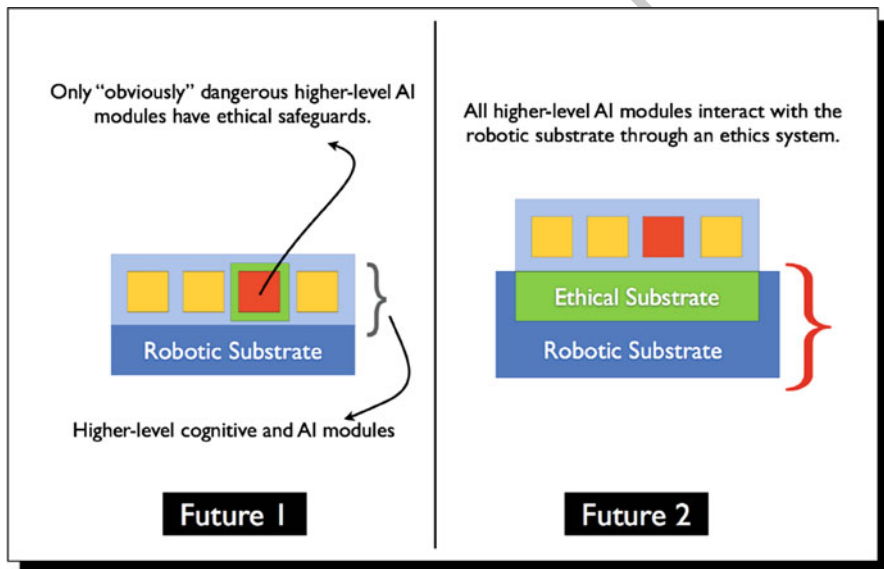 Only “obviously” dangerous higher-level AI
modules have ethical safeguards.
Robotic Substrate
Higher-level cognitive and AI modules
Future 1
All higher-level AI modules interact with the
robotic substrate through an ethics system.
Ethical Substrate
Robotic Substrate
Future 2